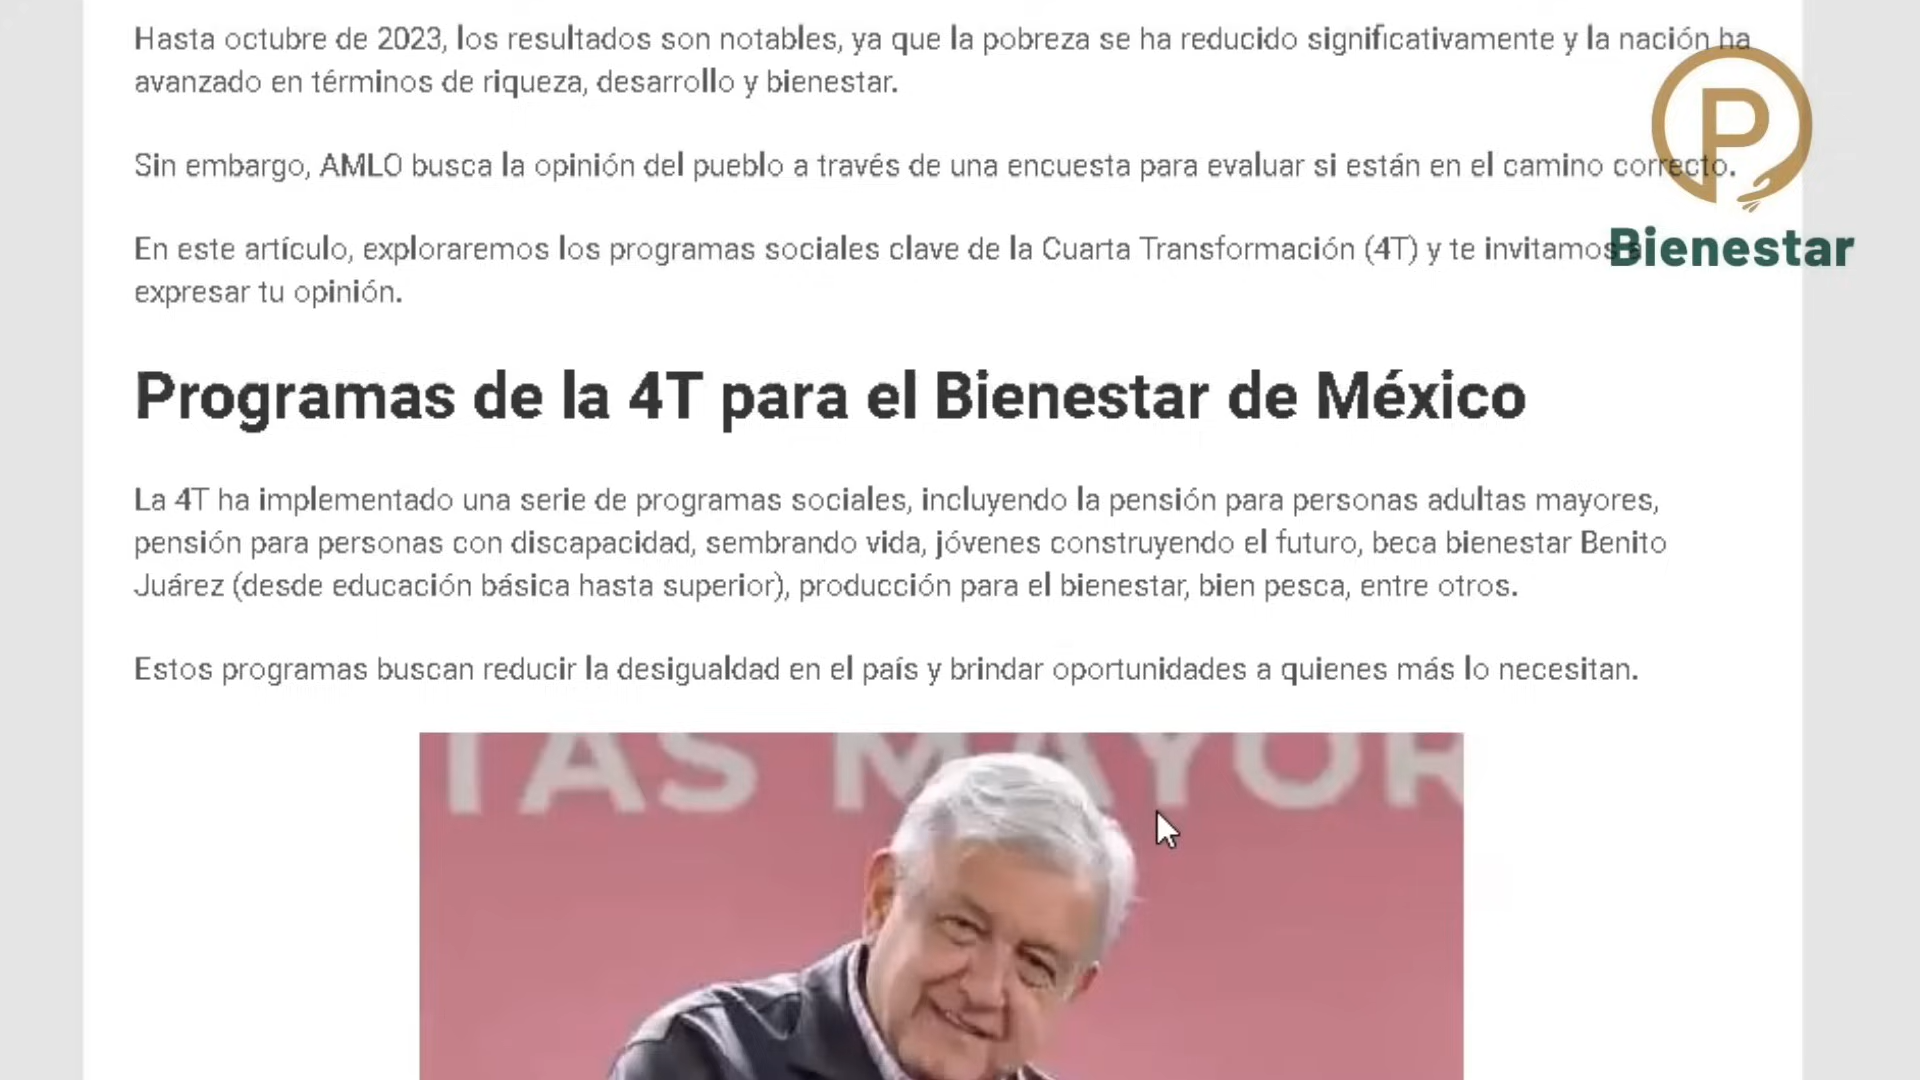 Hasta octubre de 2023, los resultados son notables, ya que la pobreza se ha reducido significativamente y la nación ha
avanzado en términos de riqueza, desarrollo y bienestar.
Sin embargo, AMLO busca la opinión del pueblo a través de una encuesta para evaluar si están en el camino correcto.
En este artículo, exploraremos los programas sociales clave de la Cuarta Transformación (4T) y te invitamos a
expresar tu opinión.
P
Bienestar
Programas de la 4T para el Bienestar de México
La 4T ha implementado una serie de programas sociales, incluyendo la pensión para personas adultas mayores,
pensión para personas con discapacidad, sembrando vida, jóvenes construyendo el futuro, beca bienestar Benito
Juárez (desde educación básica hasta superior), producción para el bienestar, bien pesca, entre otros.
Estos programas buscan reducir la desigualdad en el país y brindar oportunidades a quienes más lo necesitan.
TAS MAYOR